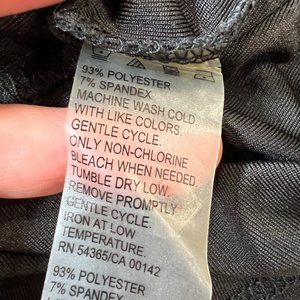 93% POLYESTER
7% SPANDEX
MACHINE WASH COLD
WITH LIKE COLORS
GENTLE CYCLE.
ONLY NON-CHLORINE
BLEACH WHEN NEEDED
TUMBLE DRY LOW
REMOVE PROMPTLY
GENTLE CYCLE.
IRON AT LOW
TEMPERATURE.
RN 54365/CA 00142
93% POLYESTER
7% SPANDEX